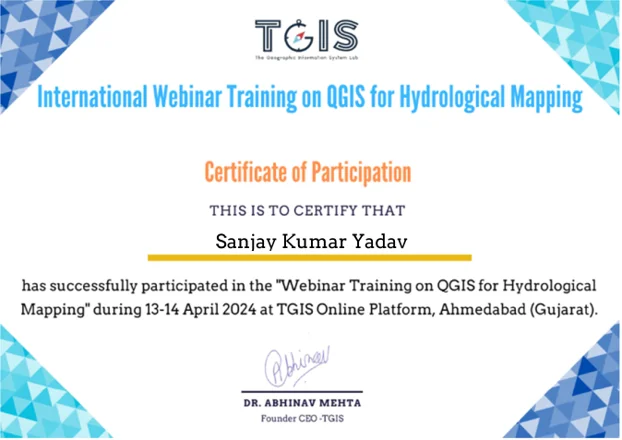 TGIS
The Geographic Information System Lab
International Webinar Training on QGIS for Hydrological Mapping
Certificate of Participation
THIS IS TO CERTIFY THAT
Sanjay Kumar Yadav
has successfully participated in the "Webinar Training on QGIS for Hydrological
Mapping" during 13-14 April 2024 at TGIS Online Platform, Ahmedabad (Gujarat).
Abhinav
DR. ABHINAV MEHTA
Founder CEO -TGIS